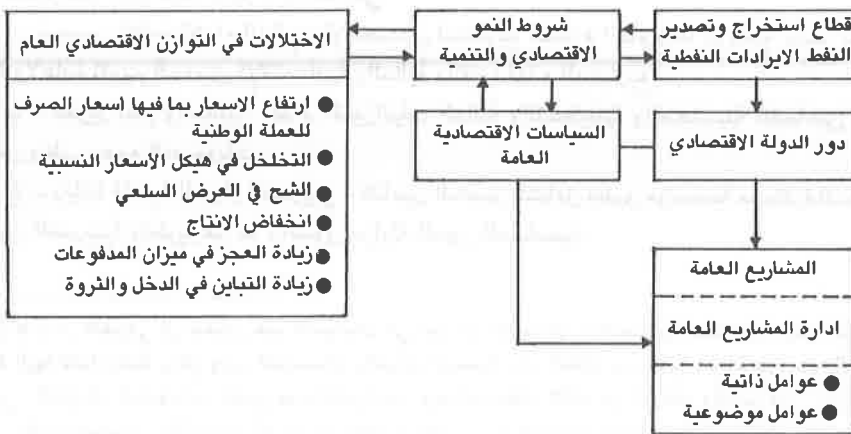 قطاع استخراج وتصدير
النفط الايرادات النفطية
شروط النمو
الاقتصادي والتنمية
الاختلالات في التوازن الاقتصادي العام
● ارتفاع الاسعار بما فيها اسعار الصرف
للعملة الوطنية
● التخلخل في هيكل الأسعار النسبية
● الشح في العرض السلعي
● انخفاض الانتاج
● زيادة العجز في ميزان المدفوعات
● زيادة التباين في الدخل والثروة
دور الدولة الاقتصادي
السياسات الاقتصادية
العامة
المشاريع العامة
ادارة المشاريع العامة
● عوامل ذاتية
● عوامل موضوعية